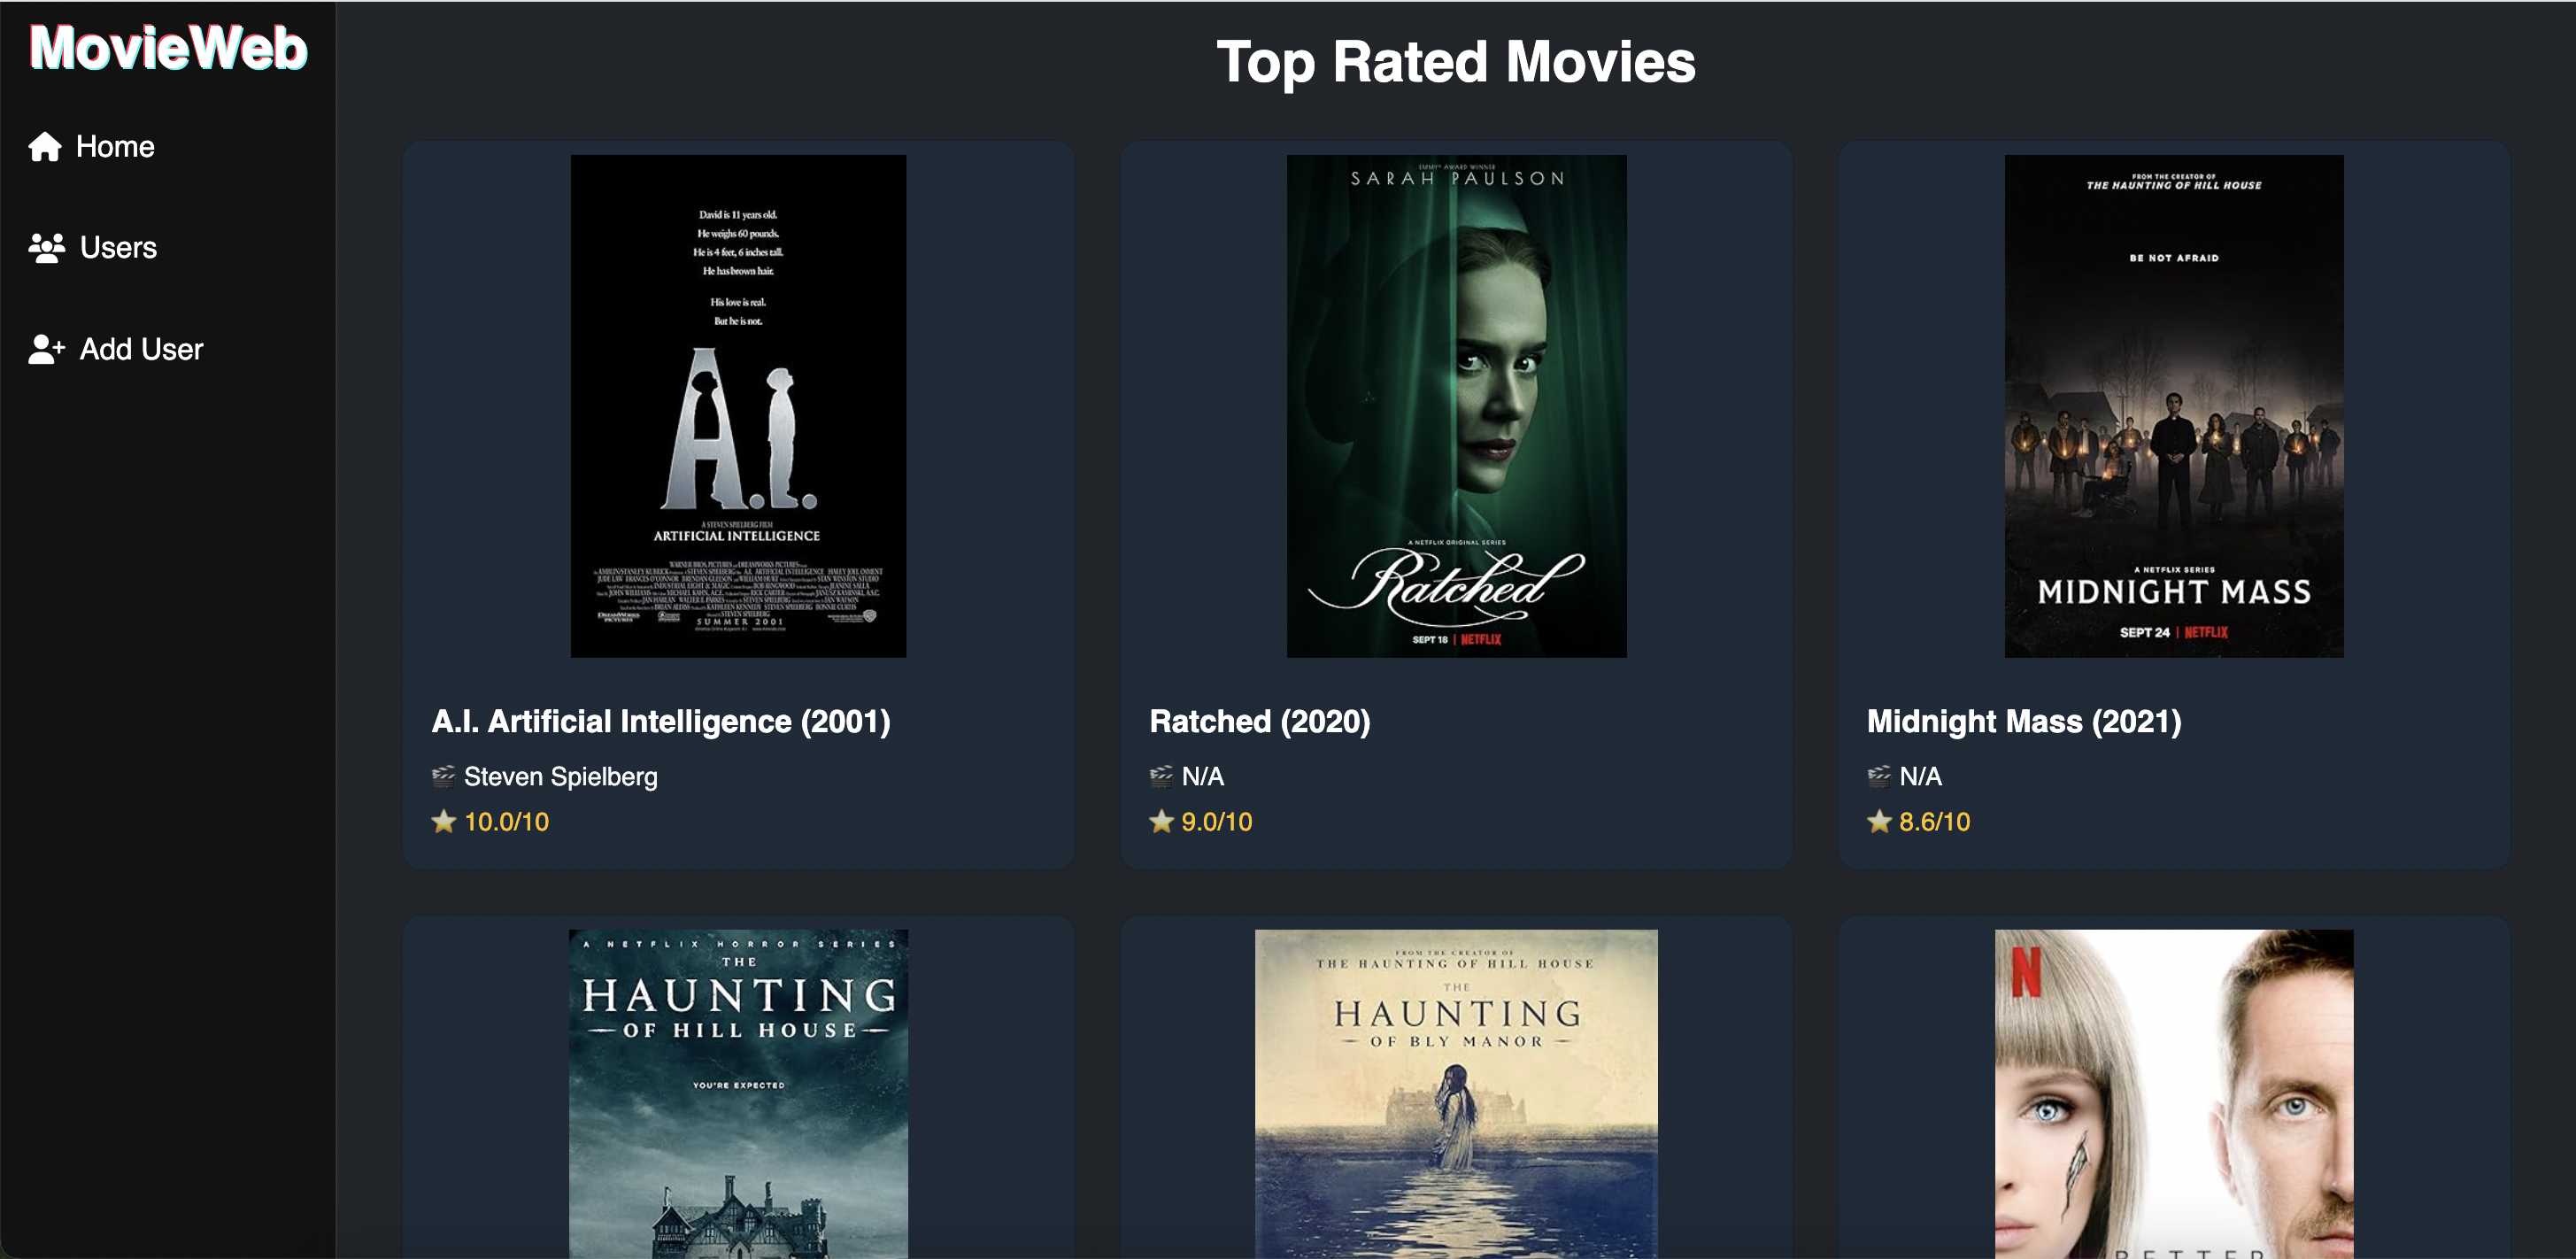 MovieWeb
Home
Users
Add User
Top Rated Movies
David is 11 years old.
He weighs 60 pounds.
He is 4 feet, 6 inches tall.
He has brown hair.
His love is real.
But he is not.
A.I.
A STEVEN SPIELBERG FILM
ARTIFICIAL INTELLIGENCE
SUMMER 2001
A.I. Artificial Intelligence (2001)
Steven Spielberg
10.0/10
EMMY® AWARD WINNER
SARAH PAULSON
A NETFLIX ORIGINAL SERIES
Ratched
SEPT 18 | NETFLIX
Ratched (2020)
N/A
9.0/10
FROM THE CREATOR OF
THE HAUNTING OF HILL HOUSE
BE NOT AFRAID
A NETFLIX SERIES
MIDNIGHT MASS
SEPT 24 | NETFLIX
Midnight Mass (2021)
N/A
8.6/10
A NETFLIX HORROR SERIES
THE
HAUNTING
OF HILL HOUSE
YOU'RE EXPECTED
FROM THE CREATOR OF
THE HAUNTING OF HILL HOUSE
THE
HAUNTING
OF BLY MANOR
N
BETTER